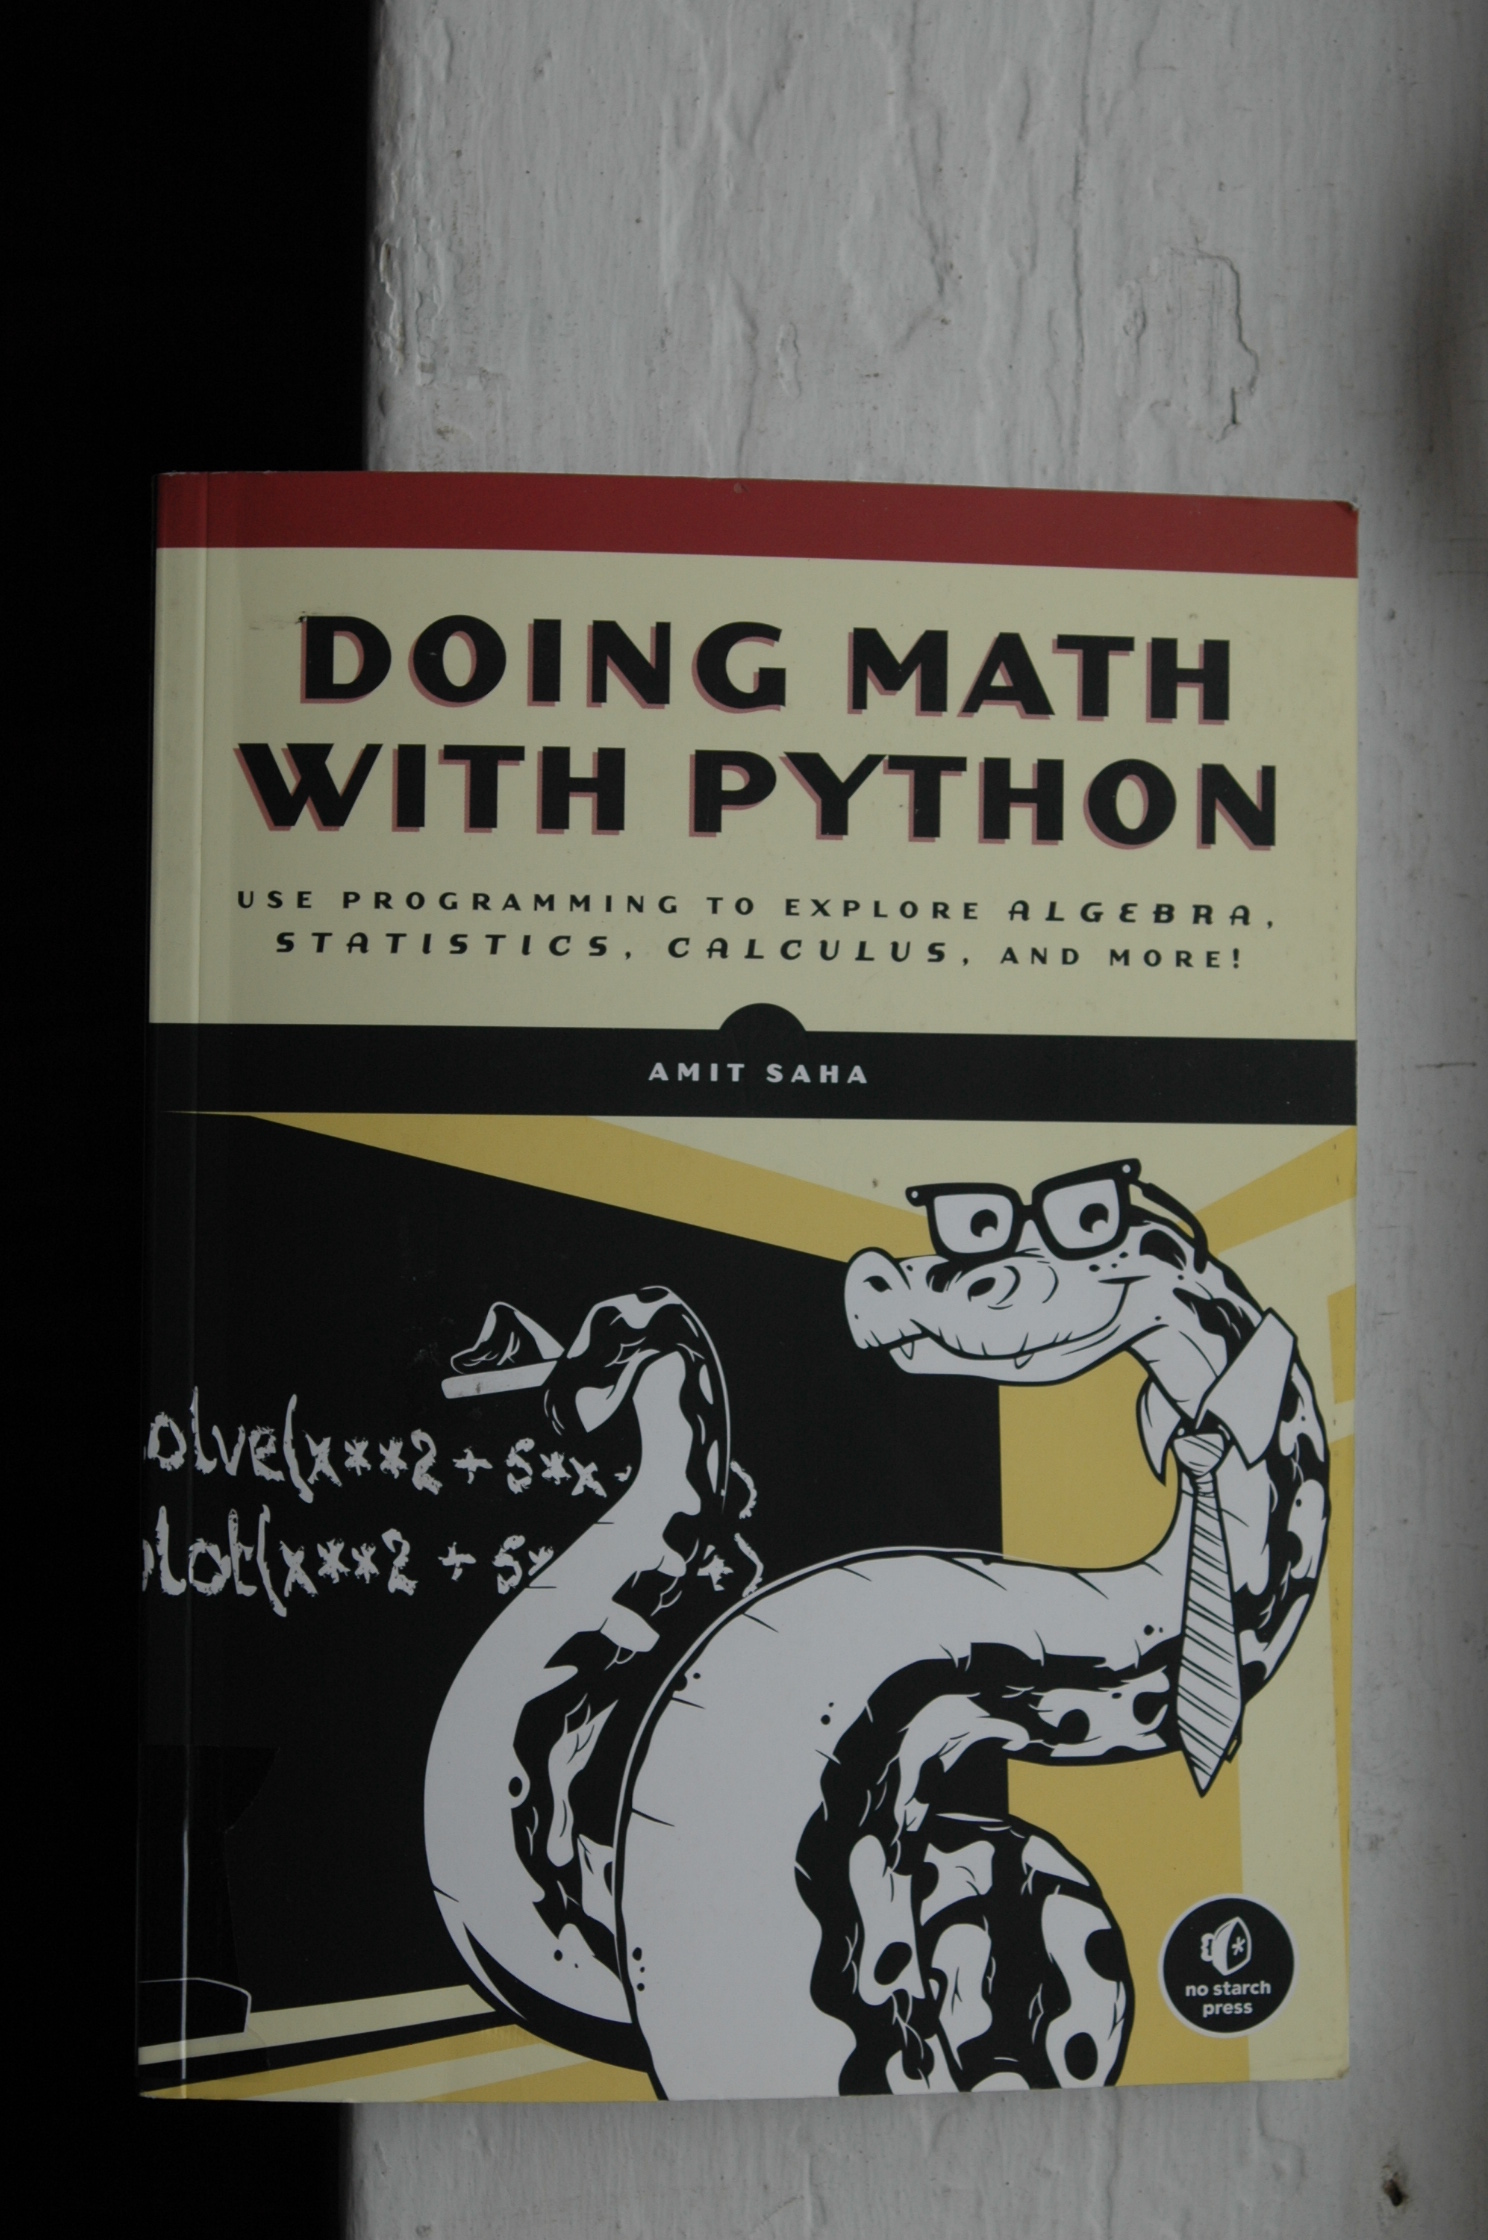 DOING MATH
WITH PYTHON
USE PROGRAMMING TO EXPLORE ALGEBRA,
STATISTICS, CALCULUS, AND MORE!
AMIT SAHA
olve(x**2 + 5*x
lot(x**2 + 5x *)
no starch
press